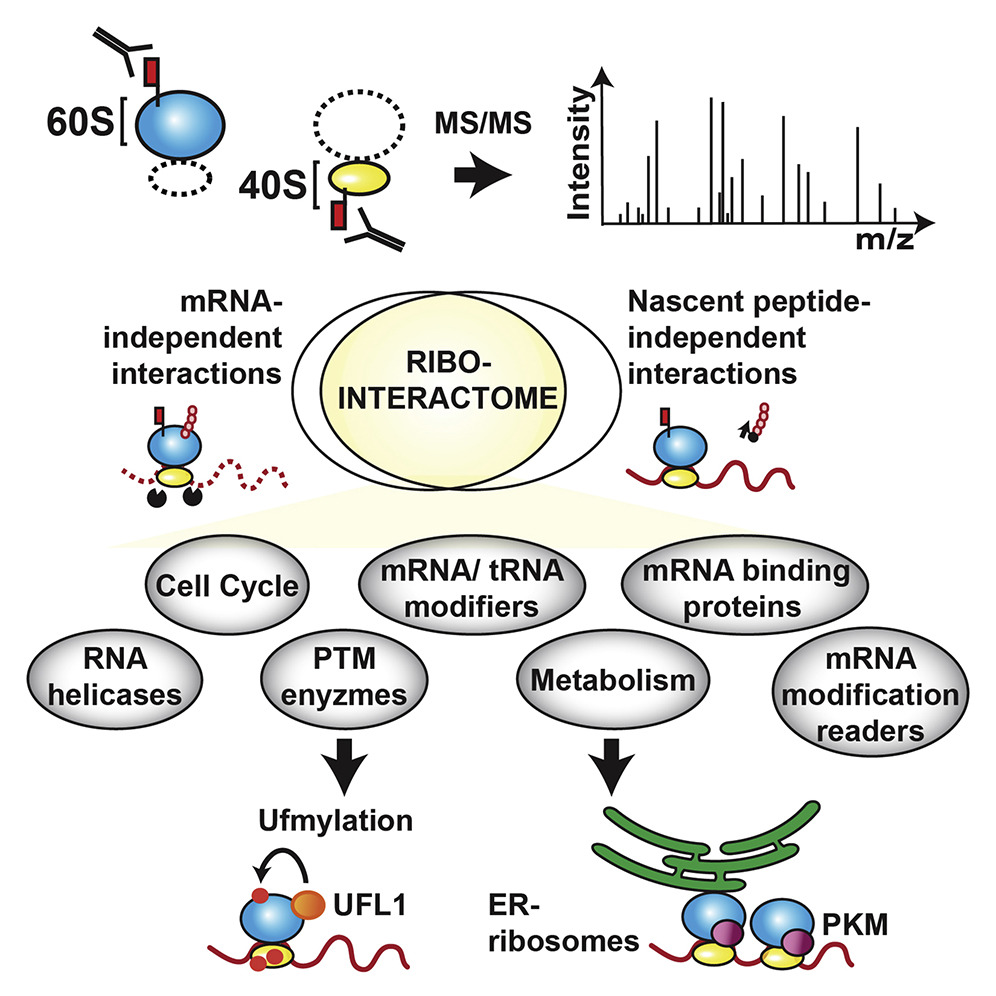 60S
40S
MS/MS
Intensity
m/z
mRNA-
independent
interactions
RIBO-
INTERACTOME
Nascent peptide-
independent
interactions
Cell Cycle
mRNA/ tRNA
modifiers
mRNA binding
proteins
RNA
helicases
PTM
enyzmes
Metabolism
mRNA
modification
readers
Ufmylation
UFL1
ER-
ribosomes
PKM